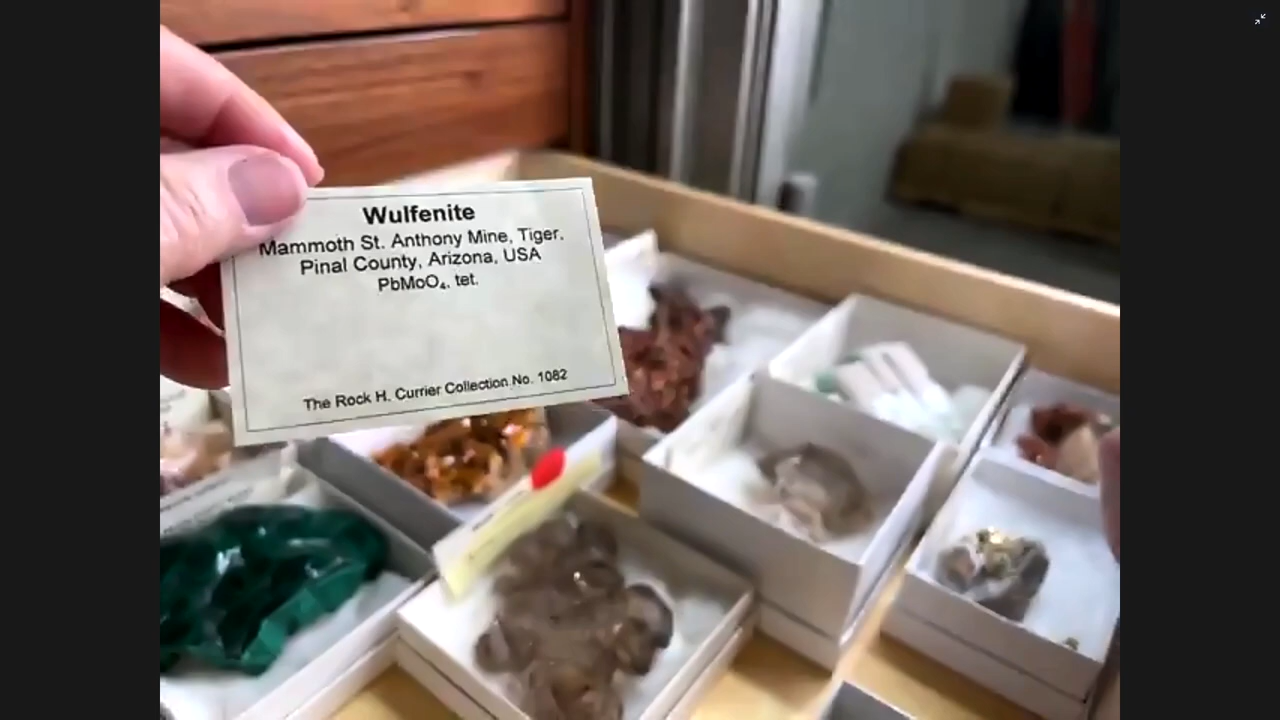 Wulfenite
Mammoth St. Anthony Mine, Tiger,
Pinal County, Arizona, USA
PbMoO₄, tet.
The Rock H. Currier Collection No. 1082